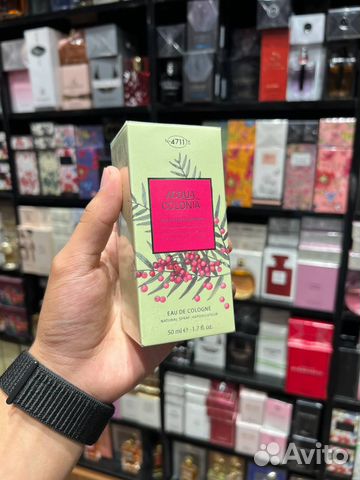 4711
ACQUA
COLONIA
EAU DE COLOGNE
NATURAL SPRAY VAPORISATEUR
50 ml ℮ - 1.7 fl. oz.
Avito